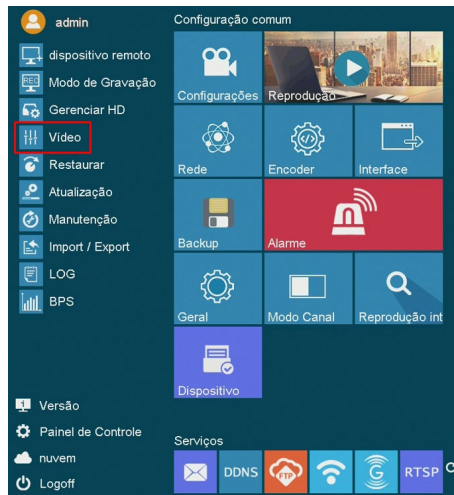 admin
dispositivo remoto
REC
Modo de Gravação
Gerenciar HD
Vídeo
Restaurar
Atualização
Manutenção
Import / Export
LOG
BPS
Versão
Painel de Controle
nuvem
Logoff
Configuração comum
Configurações
Reprodução
Rede
Encoder
Interface
Backup
Alarme
Geral
Modo Canal
Reprodução int
Dispositivo
Serviços
DDNS
FTP
G
RTSP